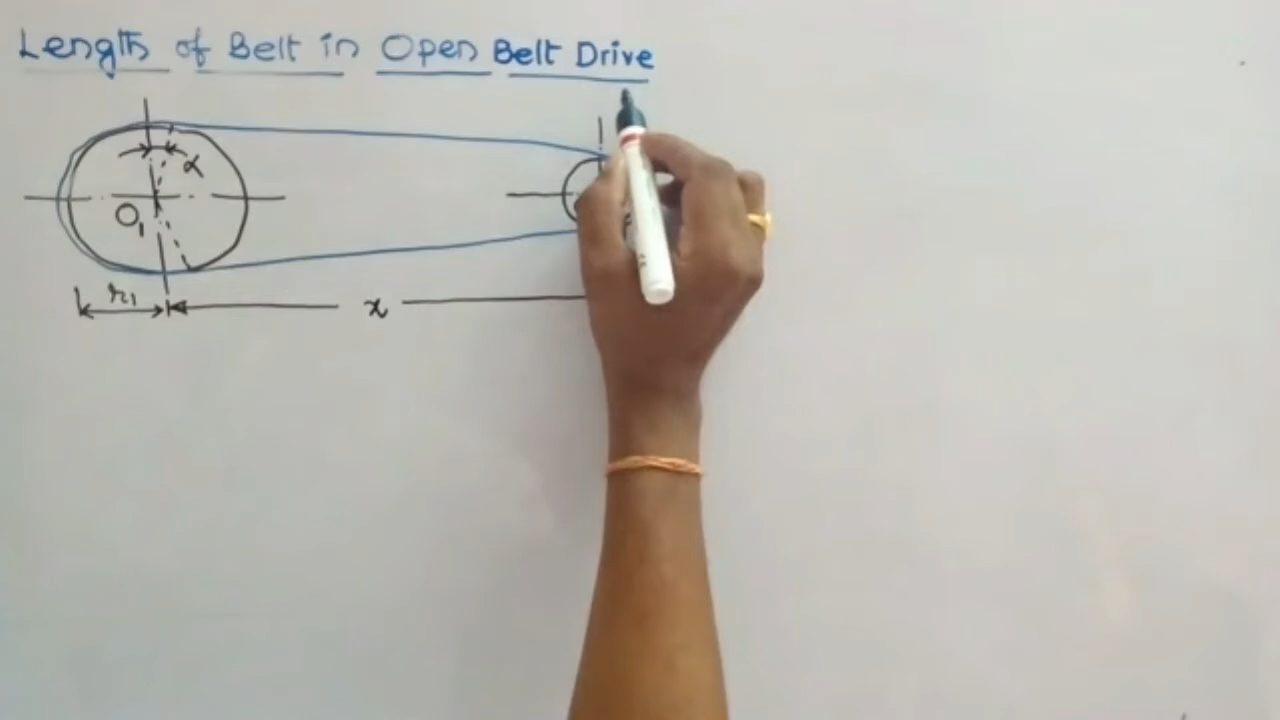 Length of Belt in Open Belt Drive
α
O₁
r₁
x